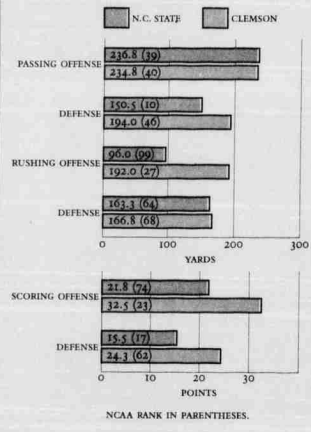 N.C. STATE CLEMSON
PASSING OFFENSE 236.8 (39)
234.8 (40)
DEFENSE 150.5 (10)
194.0 (46)
RUSHING OFFENSE 96.0 (99)
192.0 (27)
DEFENSE 163.3 (64)
166.8 (68)
0 100 200 300
YARDS
SCORING OFFENSE 21.8 (74)
32.5 (23)
DEFENSE 15.5 (17)
24.3 (62)
0 10 20 30
POINTS
NCAA RANK IN PARENTHESES.